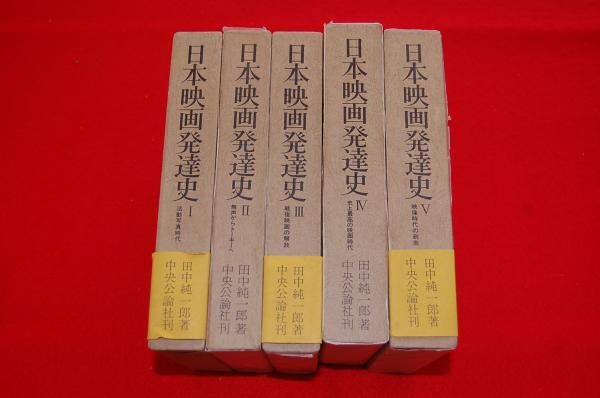 日本映画発達史 I
活動写真時代
田中純一郎著
中央公論社刊
日本映画発達史 II
無声からトーキーへ
田中純一郎著
中央公論社刊
日本映画発達史 III
戦後映画の解放
田中純一郎著
中央公論社刊
日本映画発達史 IV
史上最高の映画時代
田中純一郎著
中央公論社刊
日本映画発達史 V
映像時代の到来
田中純一郎著
中央公論社刊